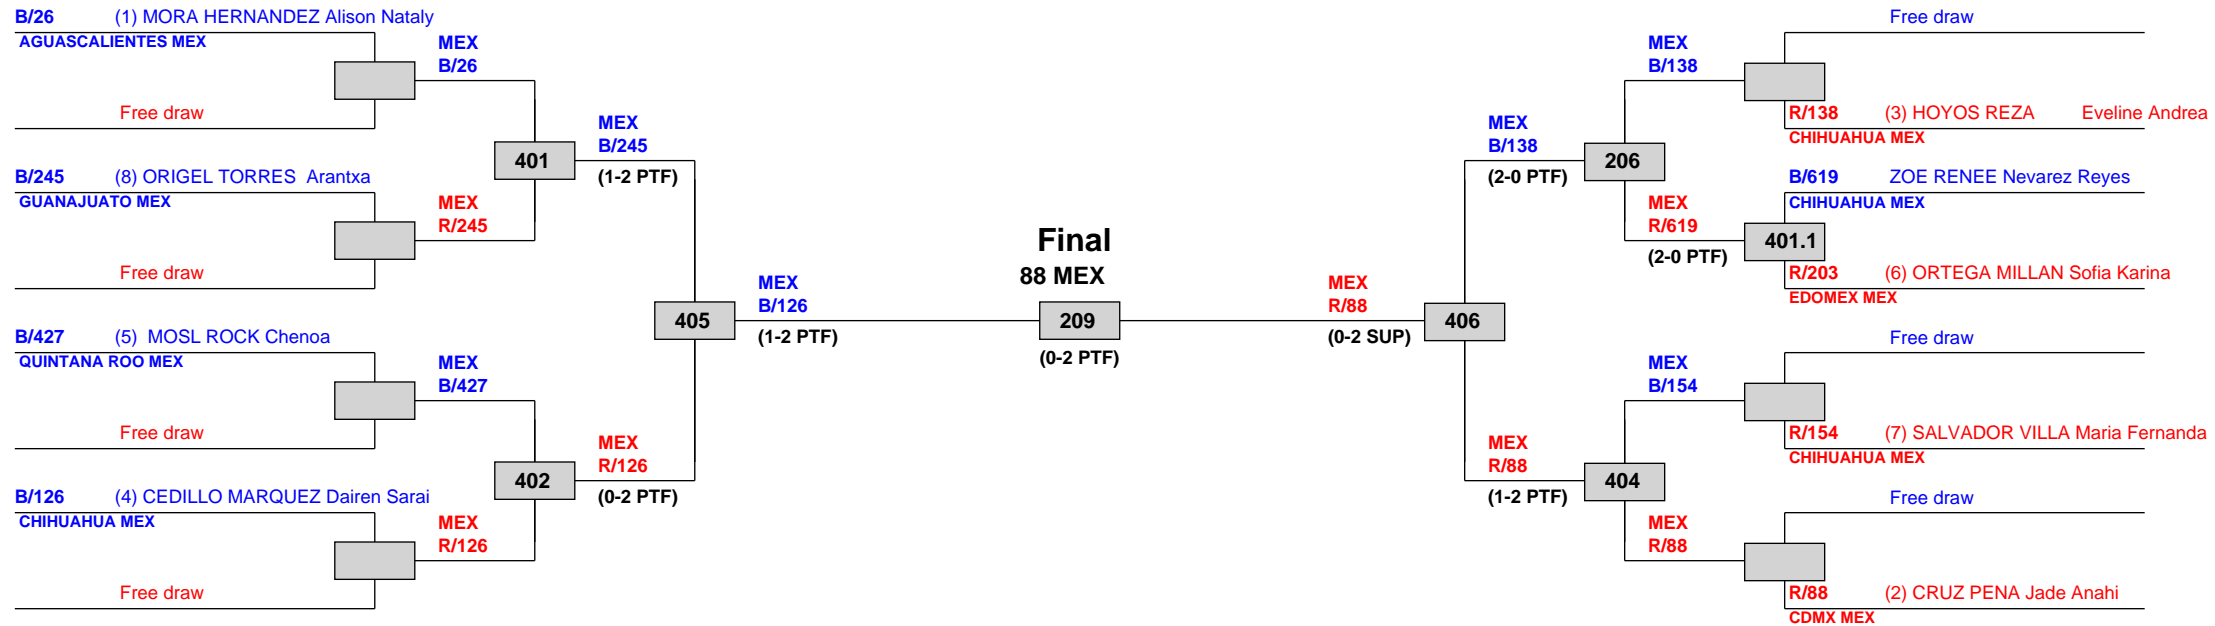 B/26 (1) MORA HERNANDEZ Alison Nataly
AGUASCALIENTES MEX
Free draw
MEX
B/26
B/245 (8) ORIGEL TORRES Arantxa
GUANAJUATO MEX
Free draw
MEX
R/245
401
MEX
B/245
(1-2 PTF)
B/427 (5) MOSL ROCK Chenoa
QUINTANA ROO MEX
Free draw
MEX
B/427
B/126 (4) CEDILLO MARQUEZ Dairen Sarai
CHIHUAHUA MEX
Free draw
MEX
R/126
402
MEX
R/126
(0-2 PTF)
405
MEX
B/126
(1-2 PTF)
Final
88 MEX
209
(0-2 PTF)
MEX
R/88
(0-2 SUP)
406
MEX
B/138
(2-0 PTF)
206
MEX
B/138
Free draw
R/138 (3) HOYOS REZA Eveline Andrea
CHIHUAHUA MEX
MEX
R/619
(2-0 PTF)
401.1
B/619 ZOE RENEE Nevarez Reyes
CHIHUAHUA MEX
R/203 (6) ORTEGA MILLAN Sofia Karina
EDOMEX MEX
MEX
R/88
(1-2 PTF)
404
MEX
B/154
Free draw
R/154 (7) SALVADOR VILLA Maria Fernanda
CHIHUAHUA MEX
MEX
R/88
Free draw
R/88 (2) CRUZ PENA Jade Anahi
CDMX MEX